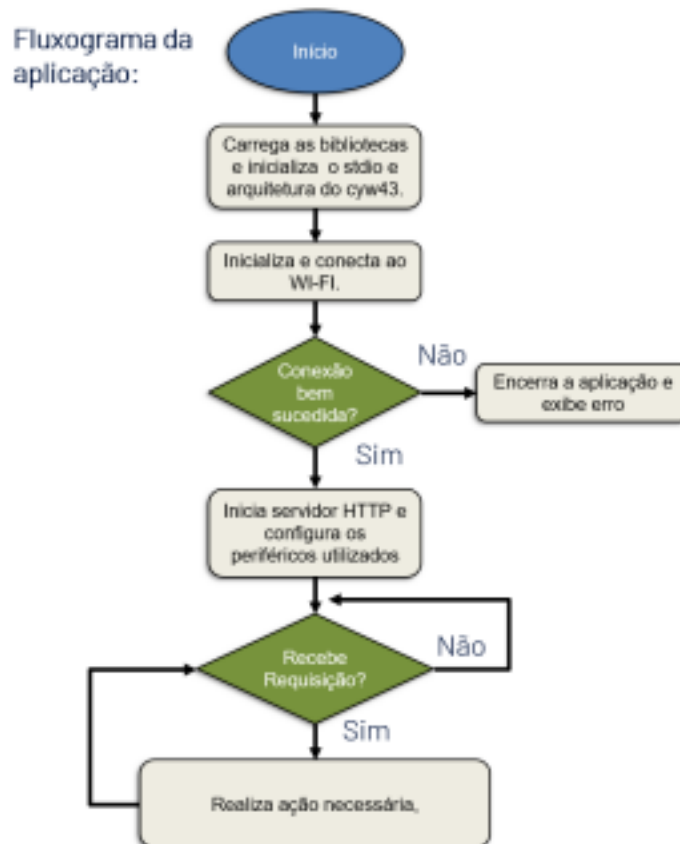 Fluxograma da
aplicação:
Início
Carrega as bibliotecas
e inicializa o stdio e
arquitetura do cyw43.
Inicializa e conecta ao
WI-FI.
Conexão
bem
sucedida?
Não
Encerra a aplicação e
exibe erro
Sim
Inicia servidor HTTP e
configura os
periféricos utilizados
Recebe
Requisição?
Não
Sim
Realiza ação necessária,